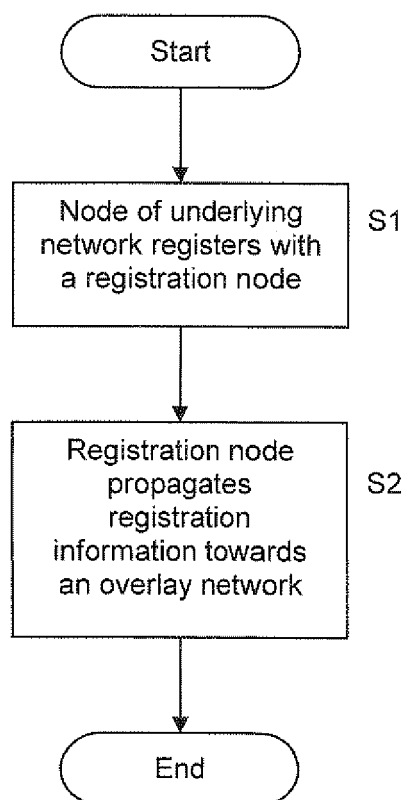 Start
Node of underlying
network registers with
a registration node
S1
Registration node
propagates
registration
information towards
an overlay network
S2
End